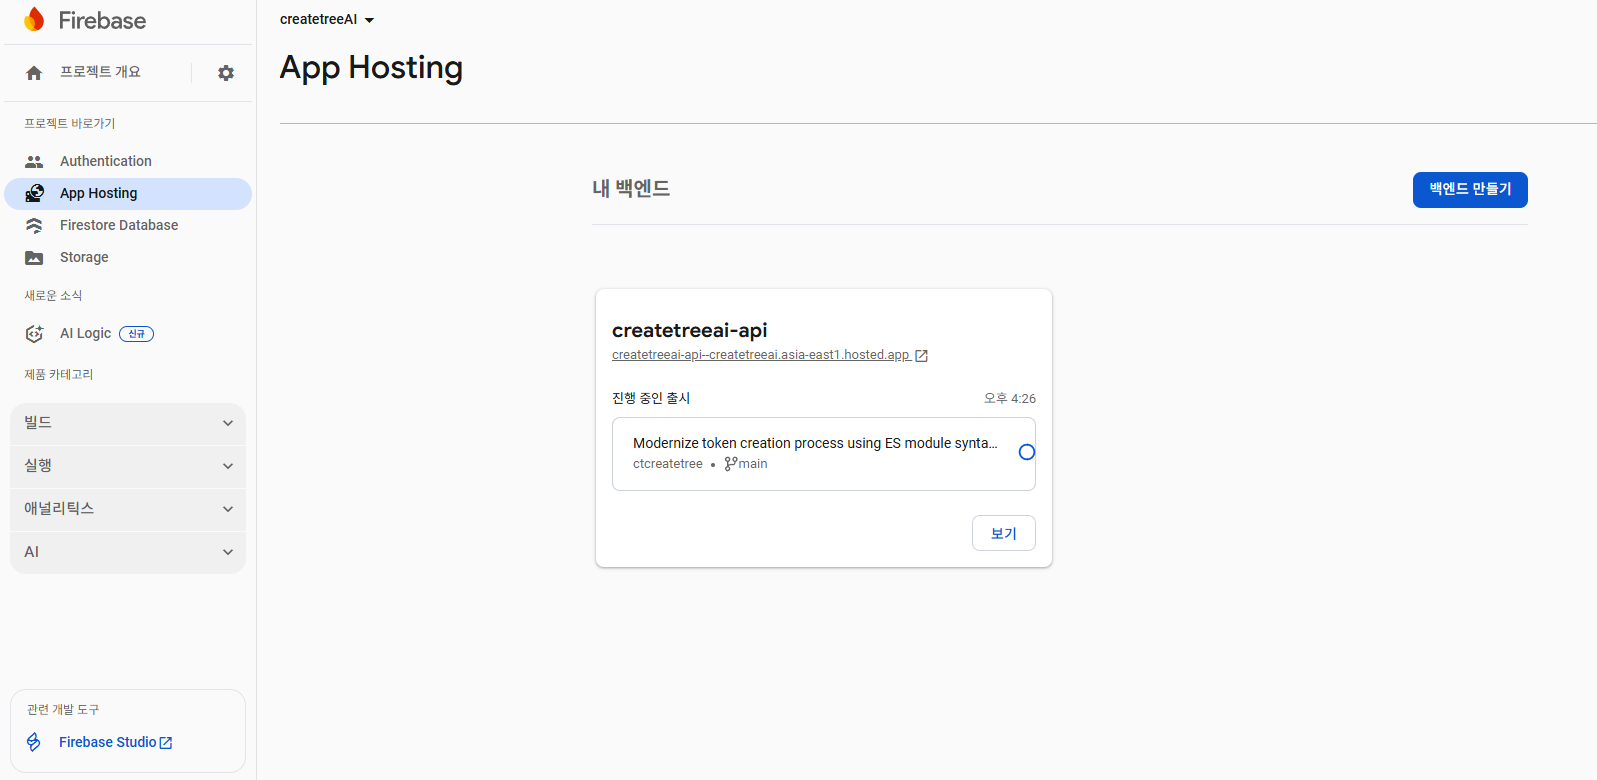 Firebase
프로젝트 개요
프로젝트 바로가기
Authentication
App Hosting
Firestore Database
Storage
새로운 소식
AI Logic 신규
제품 카테고리
빌드
실행
애널리틱스
AI
관련 개발 도구
Firebase Studio
createtreeAI
App Hosting
내 백엔드
백엔드 만들기
createtreeai-api
createtreeai-api--createtreeai.asia-east1.hosted.app
진행 중인 출시 오후 4:26
Modernize token creation process using ES module synta...
ctcreatetree • main
보기